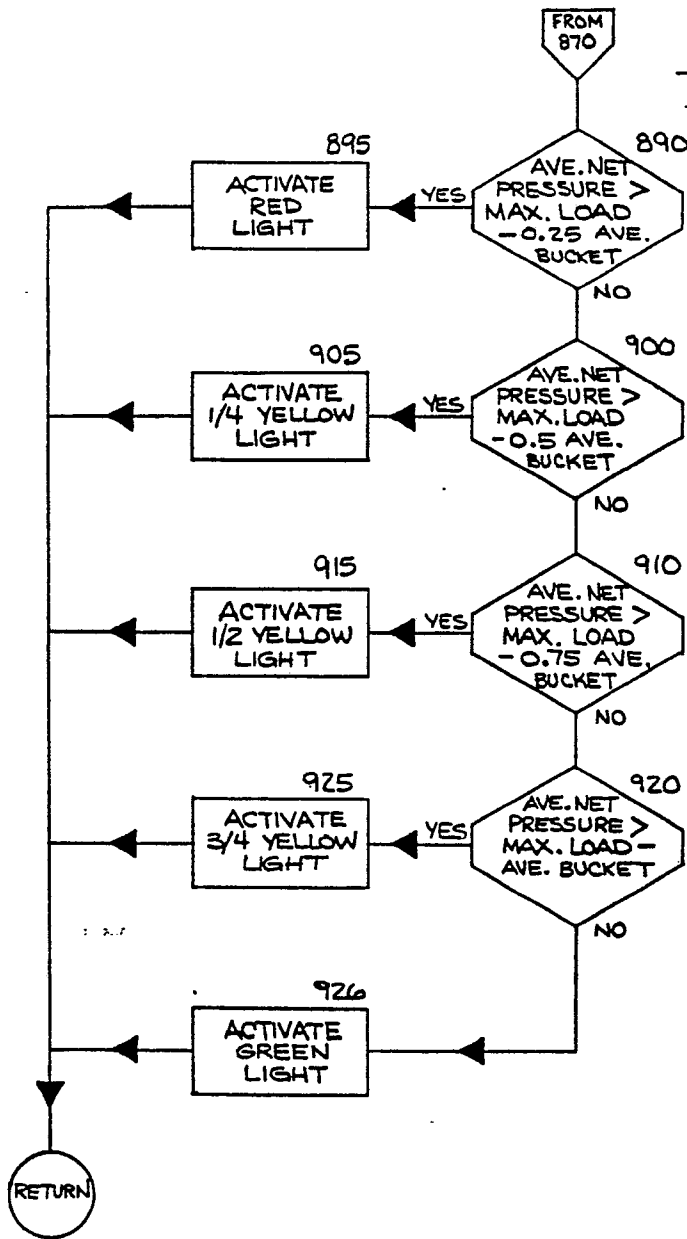 FROM
870
890
AVE.NET
PRESSURE >
MAX. LOAD
-0.25 AVE.
BUCKET
YES
NO
895
ACTIVATE
RED
LIGHT
900
AVE.NET
PRESSURE >
MAX.LOAD
-0.5 AVE.
BUCKET
YES
NO
905
ACTIVATE
1/4 YELLOW
LIGHT
910
AVE.NET
PRESSURE >
MAX. LOAD
-0.75 AVE.
BUCKET
YES
NO
915
ACTIVATE
1/2 YELLOW
LIGHT
920
AVE.NET
PRESSURE >
MAX. LOAD-
AVE. BUCKET
YES
NO
925
ACTIVATE
3/4 YELLOW
LIGHT
926
ACTIVATE
GREEN
LIGHT
RETURN